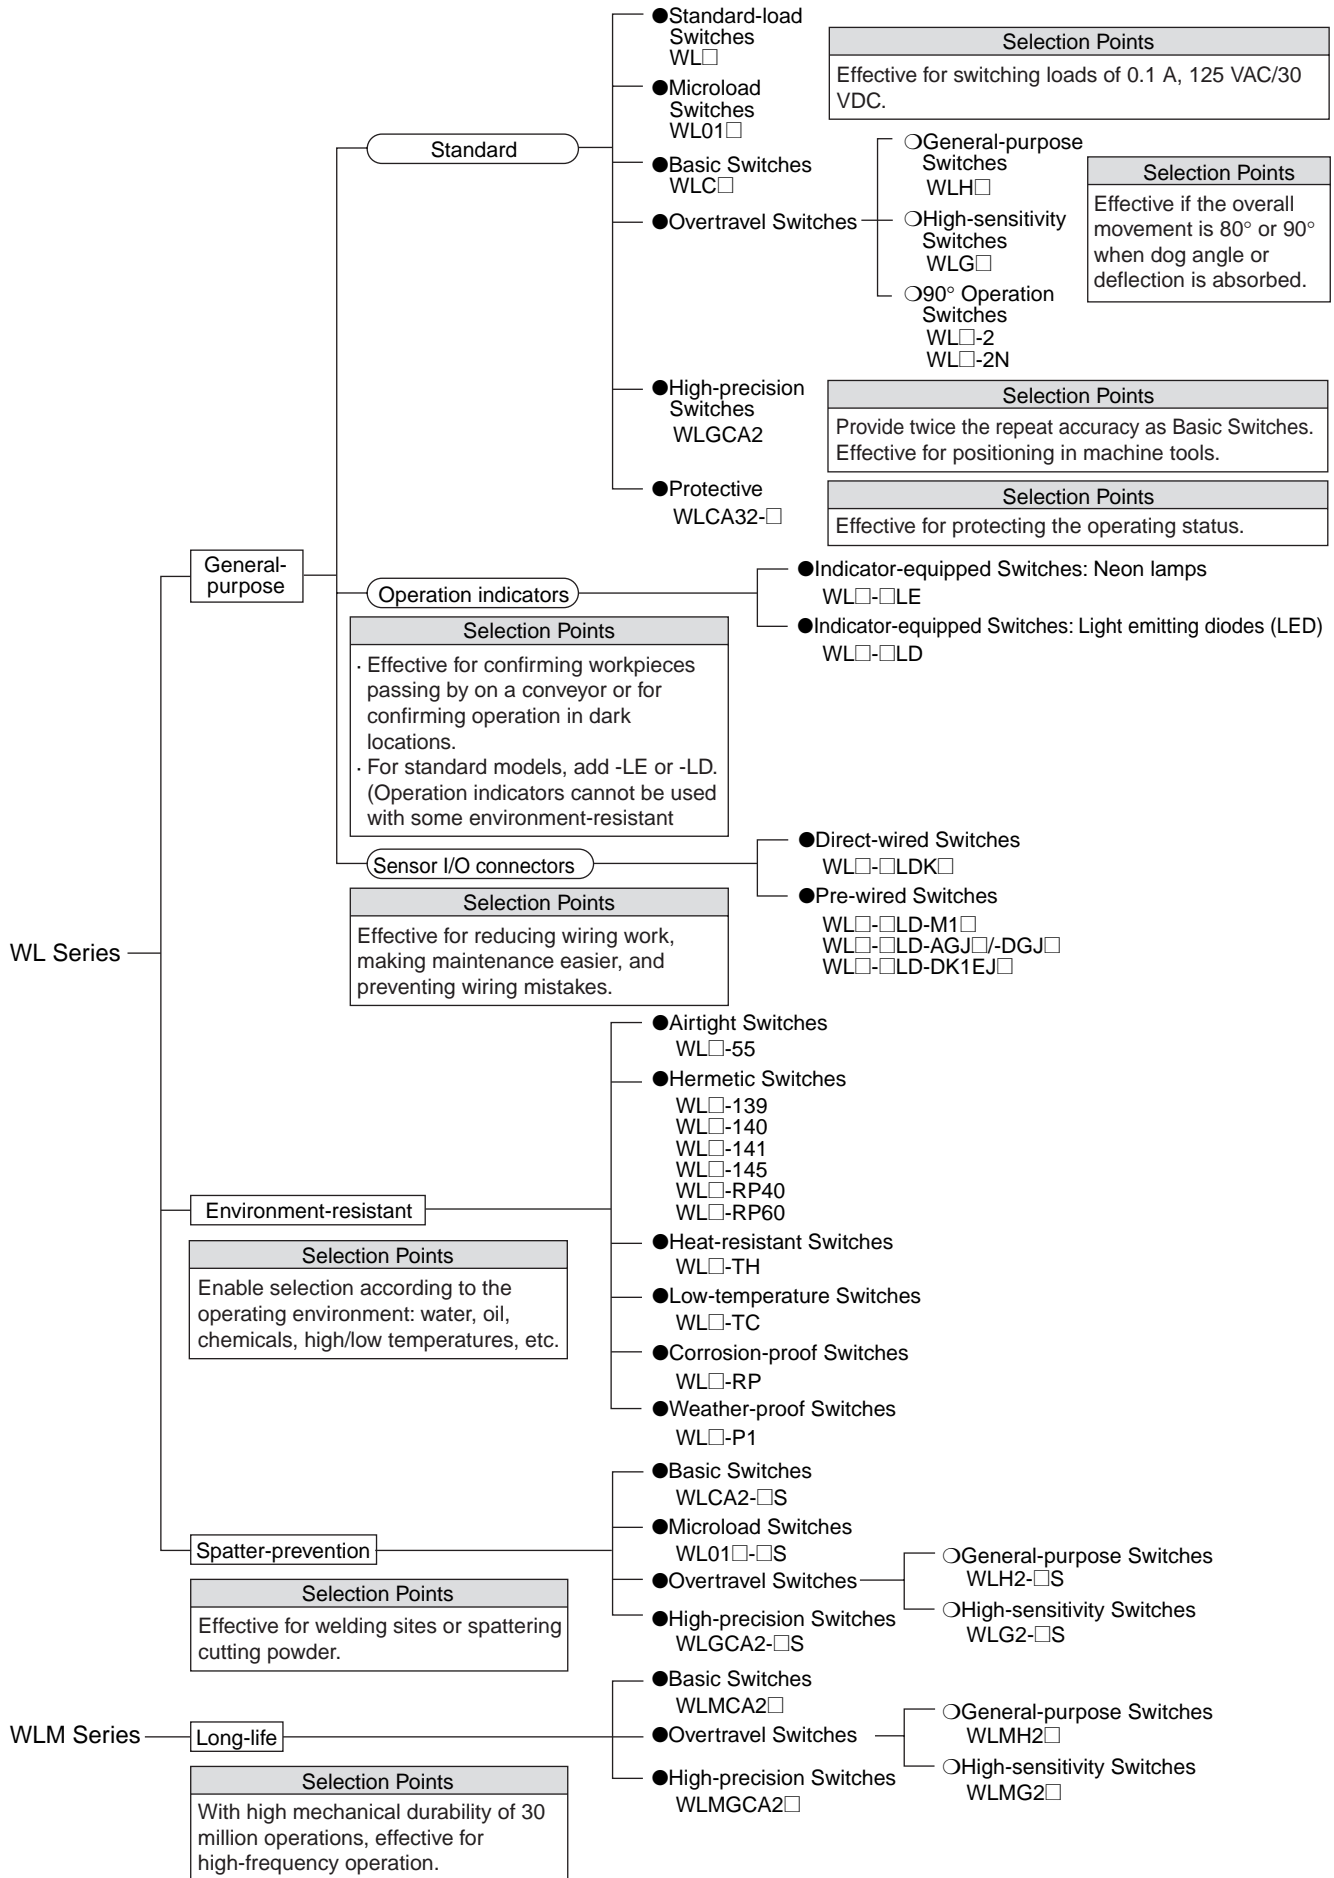 ●Standard-load
Switches
WL□
Selection Points
Effective for switching loads of 0.1 A, 125 VAC/30
VDC.
●Microload
Switches
WL01□
Standard
●Basic Switches
WLC□
●Overtravel Switches
❍General-purpose
Switches
WLH□
❍High-sensitivity
Switches
WLG□
❍90° Operation
Switches
WL□-2
WL□-2N
Selection Points
Effective if the overall
movement is 80° or 90°
when dog angle or
deflection is absorbed.
●High-precision
Switches
WLGCA2
Selection Points
Provide twice the repeat accuracy as Basic Switches.
Effective for positioning in machine tools.
●Protective
WLCA32-□
Selection Points
Effective for protecting the operating status.
General-
purpose
Operation indicators
●Indicator-equipped Switches: Neon lamps
WL□-□LE
●Indicator-equipped Switches: Light emitting diodes (LED)
WL□-□LD
Selection Points
· Effective for confirming workpieces
passing by on a conveyor or for
confirming operation in dark
locations.
· For standard models, add -LE or -LD.
(Operation indicators cannot be used
with some environment-resistant
Sensor I/O connectors
●Direct-wired Switches
WL□-□LDK□
●Pre-wired Switches
WL□-□LD-M1□
WL□-□LD-AGJ□/-DGJ□
WL□-□LD-DK1EJ□
Selection Points
Effective for reducing wiring work,
making maintenance easier, and
preventing wiring mistakes.
WL Series
●Airtight Switches
WL□-55
●Hermetic Switches
WL□-139
WL□-140
WL□-141
WL□-145
WL□-RP40
WL□-RP60
Environment-resistant
Selection Points
Enable selection according to the
operating environment: water, oil,
chemicals, high/low temperatures, etc.
●Heat-resistant Switches
WL□-TH
●Low-temperature Switches
WL□-TC
●Corrosion-proof Switches
WL□-RP
●Weather-proof Switches
WL□-P1
●Basic Switches
WLCA2-□S
●Microload Switches
WL01□-□S
Spatter-prevention
●Overtravel Switches
❍General-purpose Switches
WLH2-□S
❍High-sensitivity Switches
WLG2-□S
●High-precision Switches
WLGCA2-□S
Selection Points
Effective for welding sites or spattering
cutting powder.
●Basic Switches
WLMCA2□
WLM Series
Long-life
●Overtravel Switches
❍General-purpose Switches
WLMH2□
❍High-sensitivity Switches
WLMG2□
●High-precision Switches
WLMGCA2□
Selection Points
With high mechanical durability of 30
million operations, effective for
high-frequency operation.